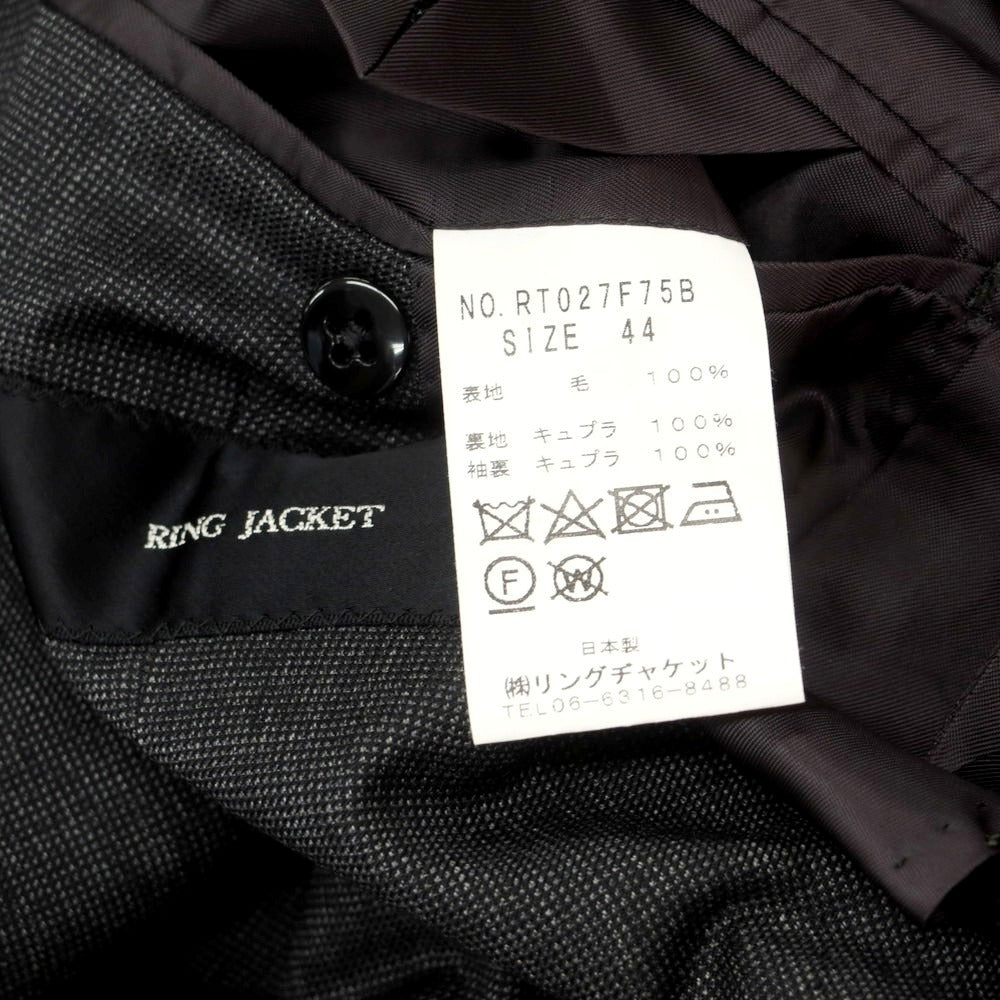 RING JACKET
NO.RT027F75B
SIZE 44
表地 毛 100%
裏地 キュプラ 100%
袖裏 キュプラ 100%
F
W
日本製
㈱リングヂャケット
TEL06-6316-8488